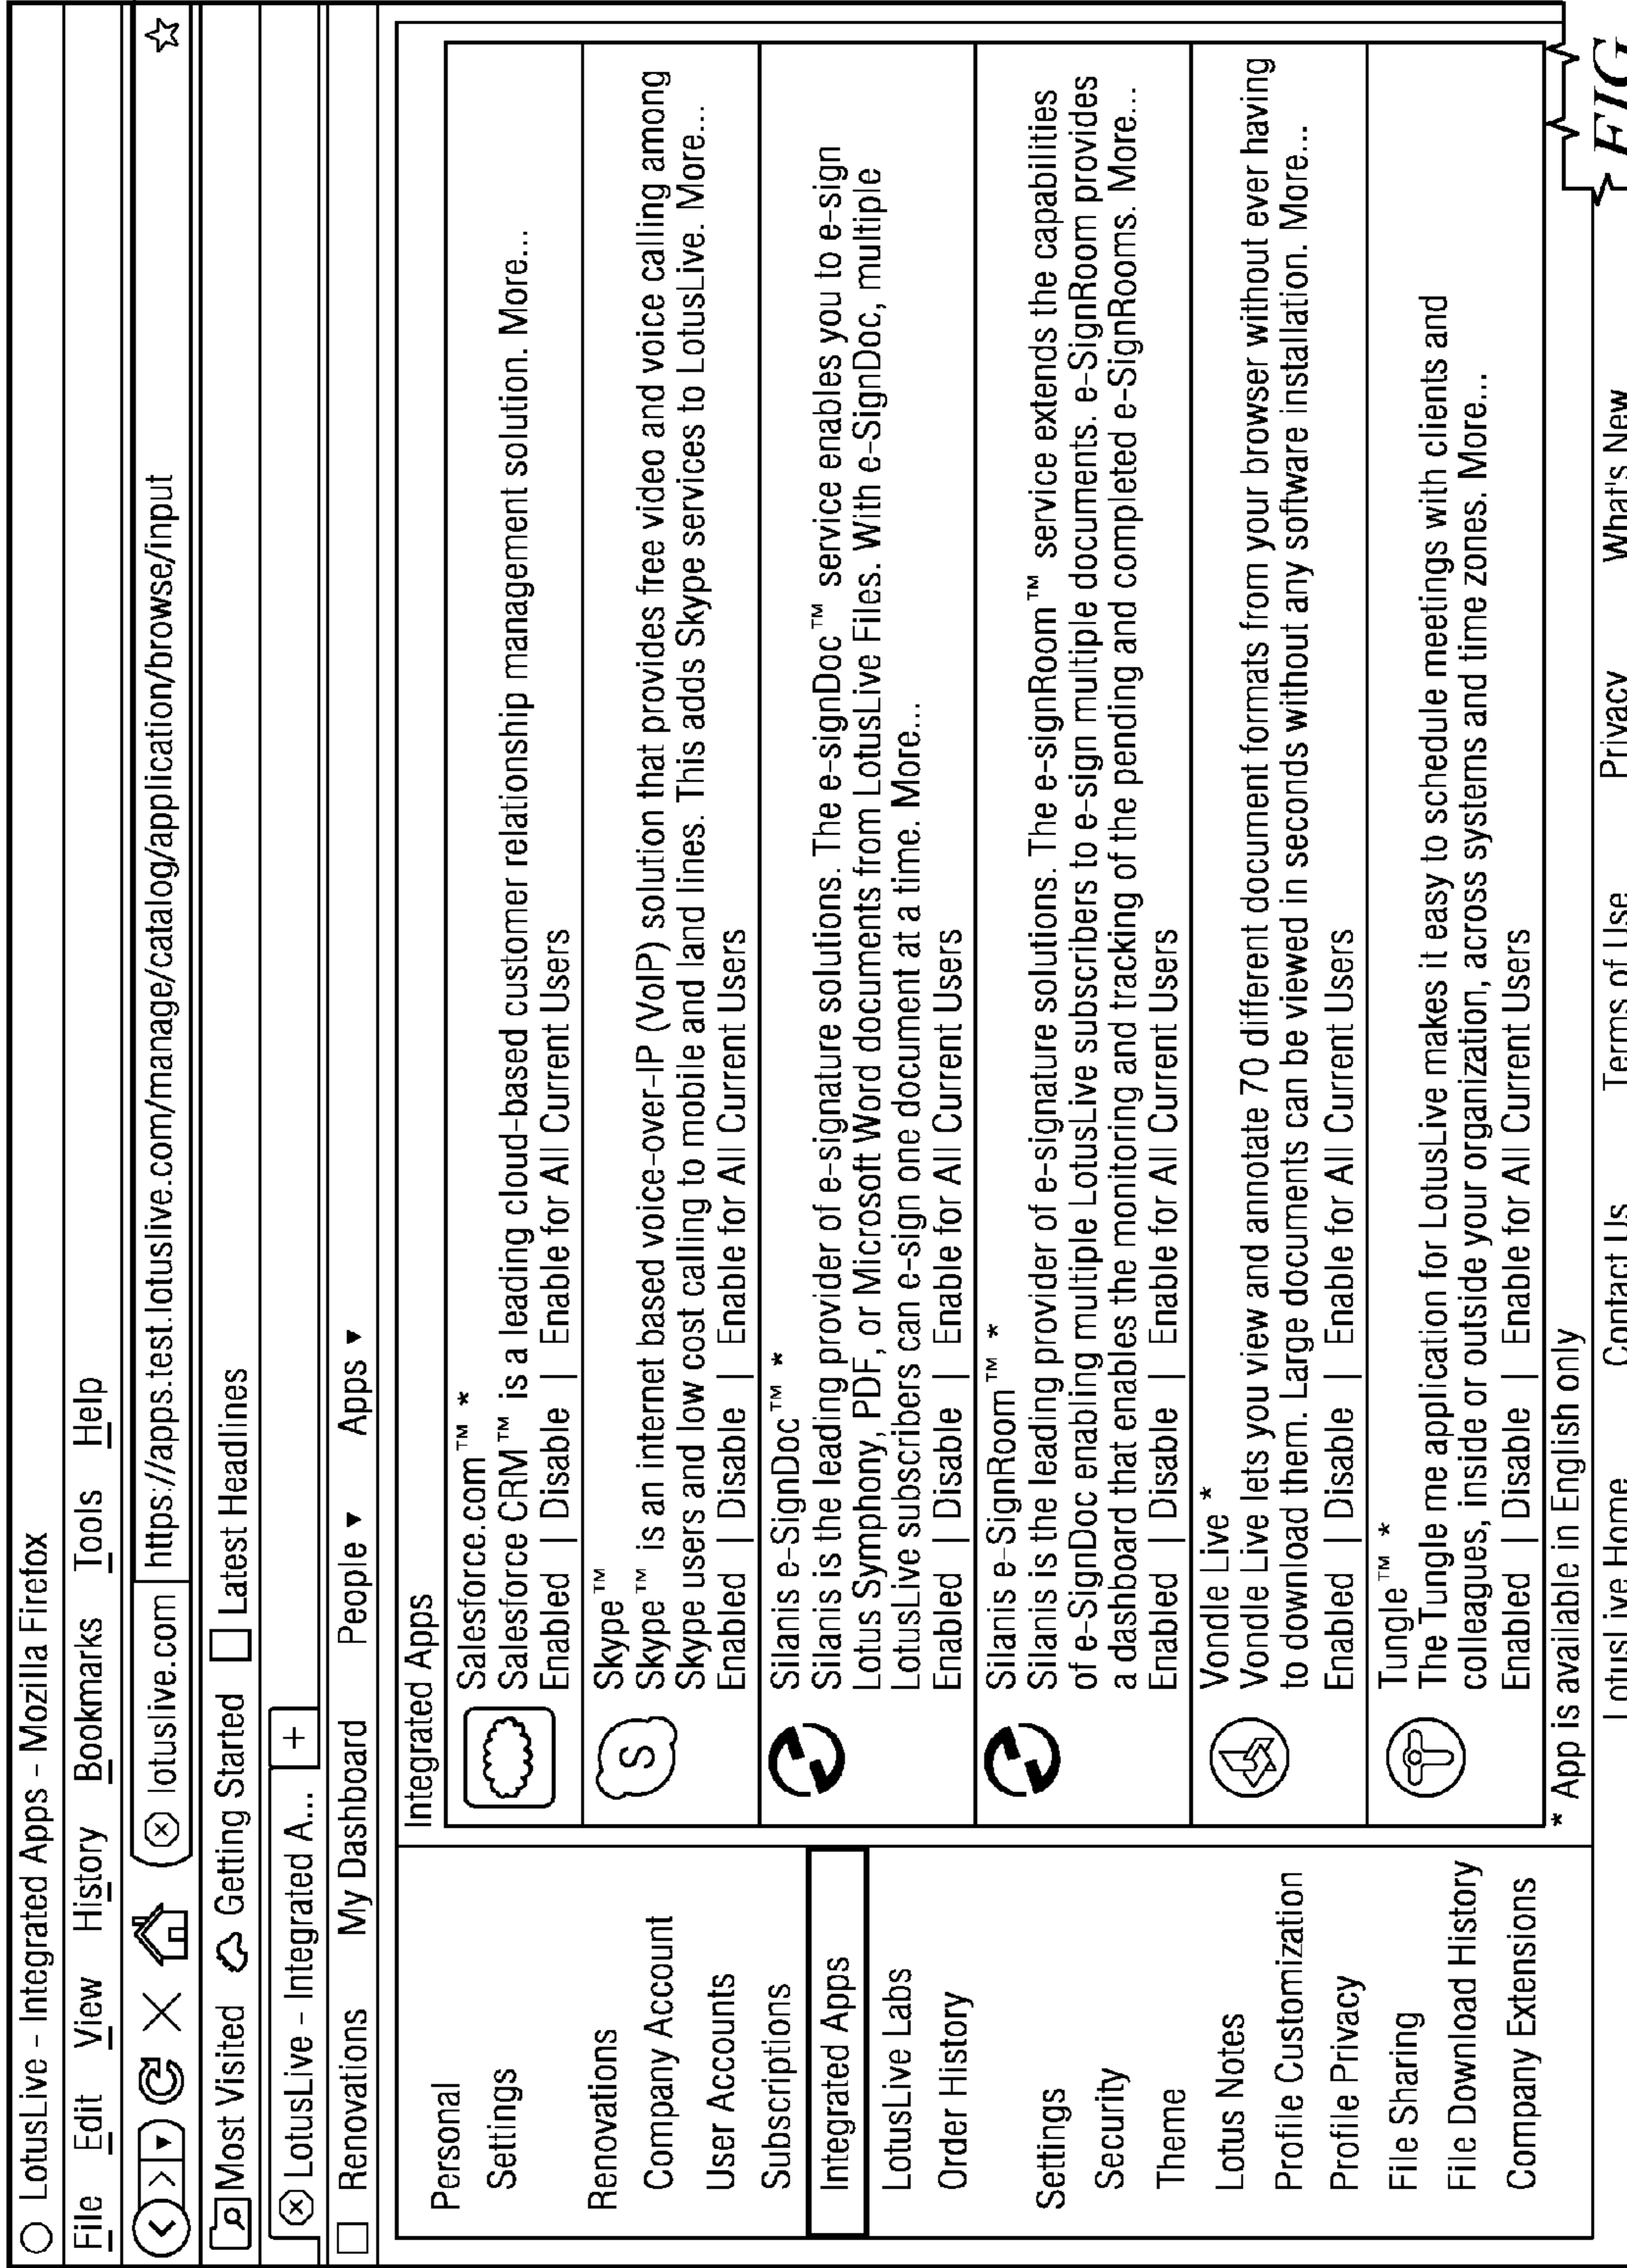 LotusLive - Integrated Apps - Mozilla Firefox
File Edit View History Bookmarks Tools Help
lotuslive.com https://apps.test.lotuslive.com/manage/catalog/application/browse/input
Most Visited Getting Started Latest Headlines
LotusLive - Integrated A... +
Renovations My Dashboard People Apps
Personal
Settings
Renovations
Company Account
User Accounts
Subscriptions
Integrated Apps
LotusLive Labs
Order History
Settings
Security
Theme
Lotus Notes
Profile Customization
Profile Privacy
File Sharing
File Download History
Company Extensions
Integrated Apps
Salesforce.com™ *
Salesforce CRM™ is a leading cloud-based customer relationship management solution. More...
Enabled | Disable | Enable for All Current Users
S
Skype™
Skype™ is an internet based voice-over-IP (VoIP) solution that provides free video and voice calling among
Skype users and low cost calling to mobile and land lines. This adds Skype services to LotusLive. More...
Enabled | Disable | Enable for All Current Users
Silanis e-SignDoc™ *
Silanis is the leading provider of e-signature solutions. The e-signDoc™ service enables you to e-sign
Lotus Symphony, PDF, or Microsoft Word documents from LotusLive Files. With e-SignDoc, multiple
LotusLive subscribers can e-sign one document at a time. More...
Enabled | Disable | Enable for All Current Users
Silanis e-SignRoom™ *
Silanis is the leading provider of e-signature solutions. The e-signRoom™ service extends the capabilities
of e-SignDoc enabling multiple LotusLive subscribers to e-sign multiple documents. e-SignRoom provides
a dashboard that enables the monitoring and tracking of the pending and completed e-SignRooms. More...
Enabled | Disable | Enable for All Current Users
Vondle Live *
Vondle Live lets you view and annotate 70 different document formats from your browser without ever having
to download them. Large documents can be viewed in seconds without any software installation. More...
Enabled | Disable | Enable for All Current Users
Tungle™ *
The Tungle me application for LotusLive makes it easy to schedule meetings with clients and
colleagues, inside or outside your organization, across systems and time zones. More...
Enabled | Disable | Enable for All Current Users
* App is available in English only
LotusLive Home Contact Us Terms of Use Privacy What's New
FIG